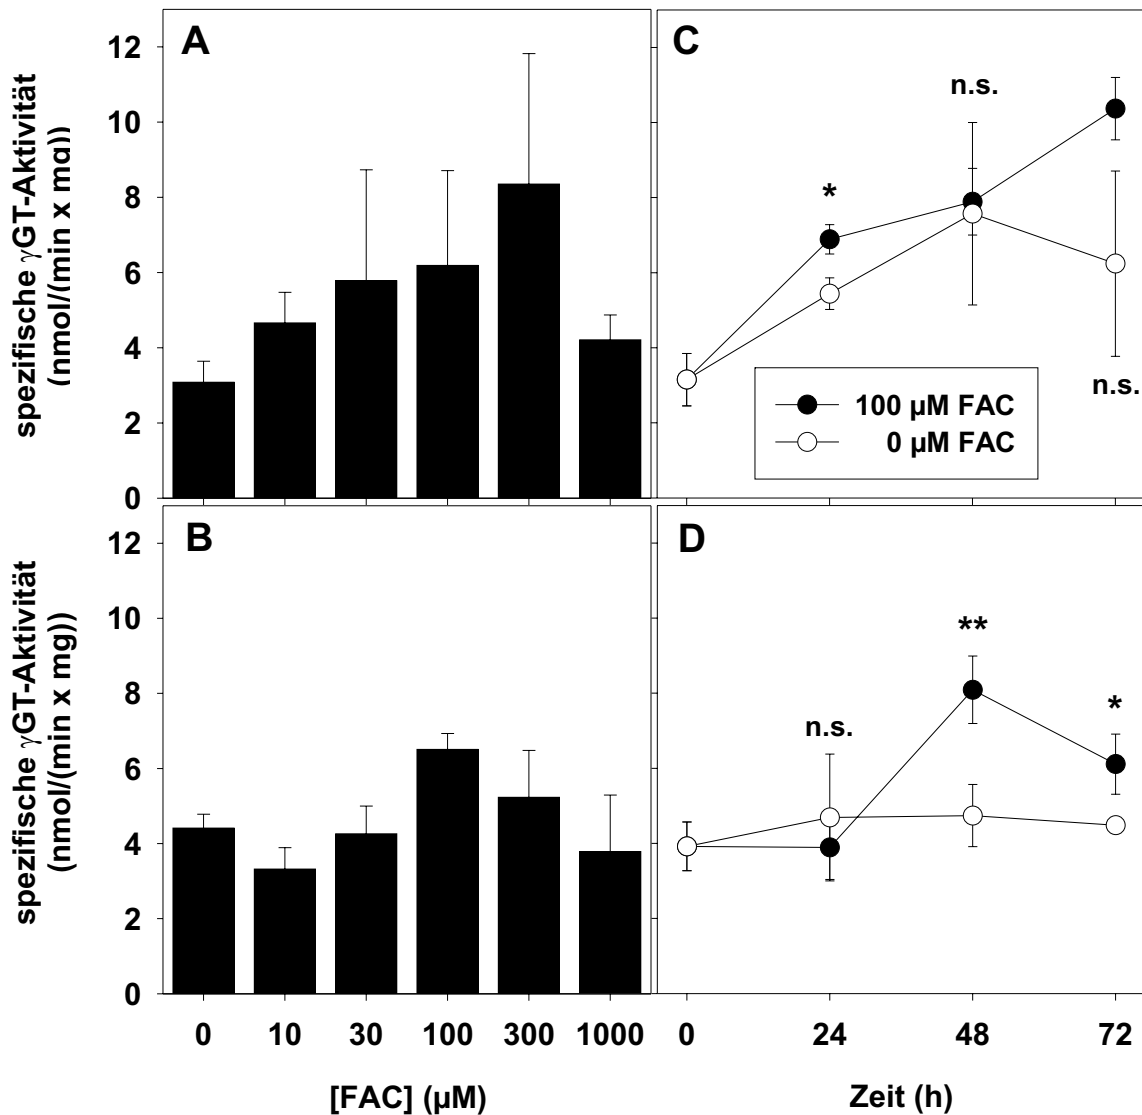 A
C
spezifische γGT-Aktivität
(nmol/(min x mg))
12
10
8
6
4
2
0
n.s.
*
n.s.
100 µM FAC
0 µM FAC
B
D
spezifische γGT-Aktivität
(nmol/(min x mg))
12
10
8
6
4
2
0
n.s.
**
*
0 10 30 100 300 1000
0 24 48 72
[FAC] (µM)
Zeit (h)